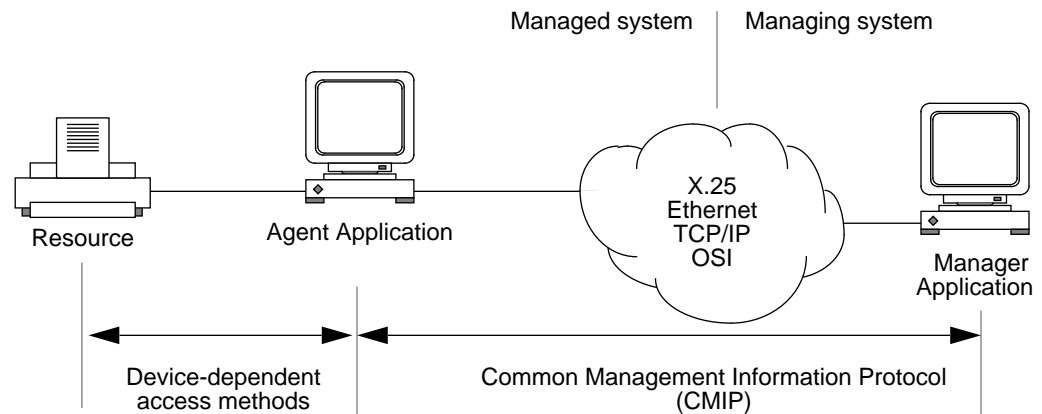 Managed system
Managing system
X.25
Ethernet
TCP/IP
OSI
Resource
Agent Application
Manager
Application
Device-dependent
access methods
Common Management Information Protocol
(CMIP)